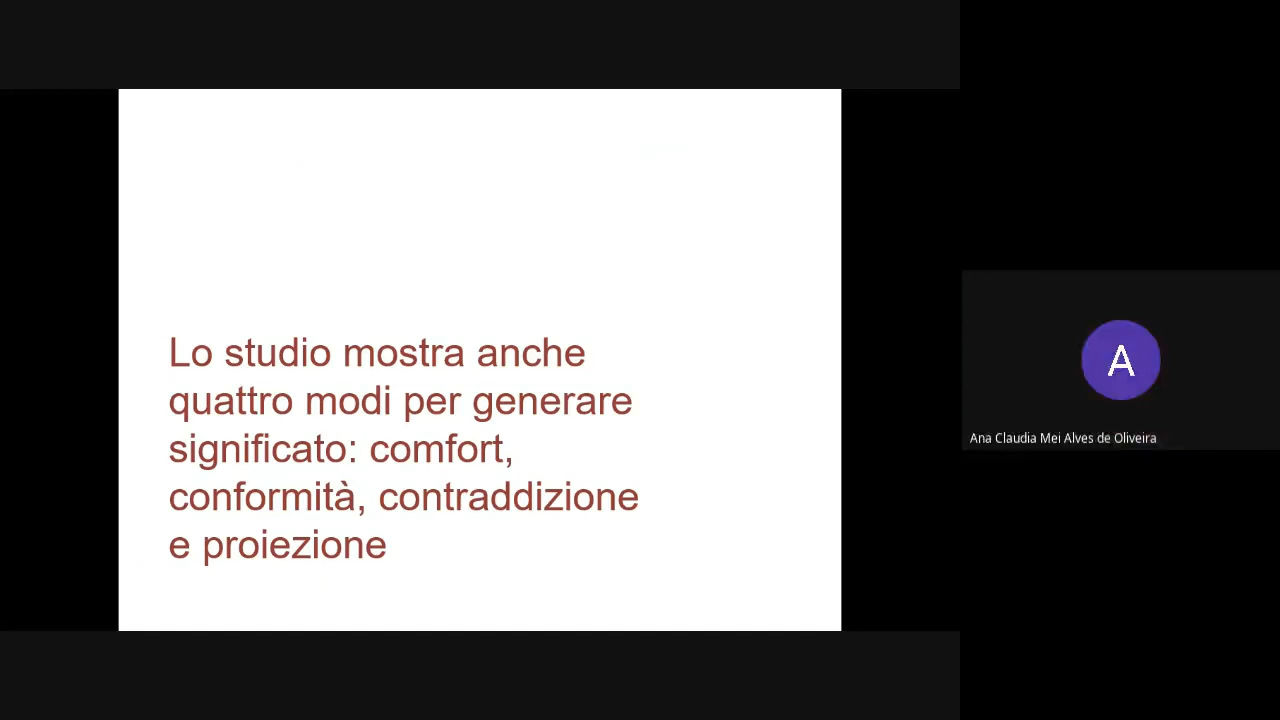 Lo studio mostra anche
quattro modi per generare
significato: comfort,
conformità, contraddizione
e proiezione
A
Ana Claudia Mei Alves de Oliveira